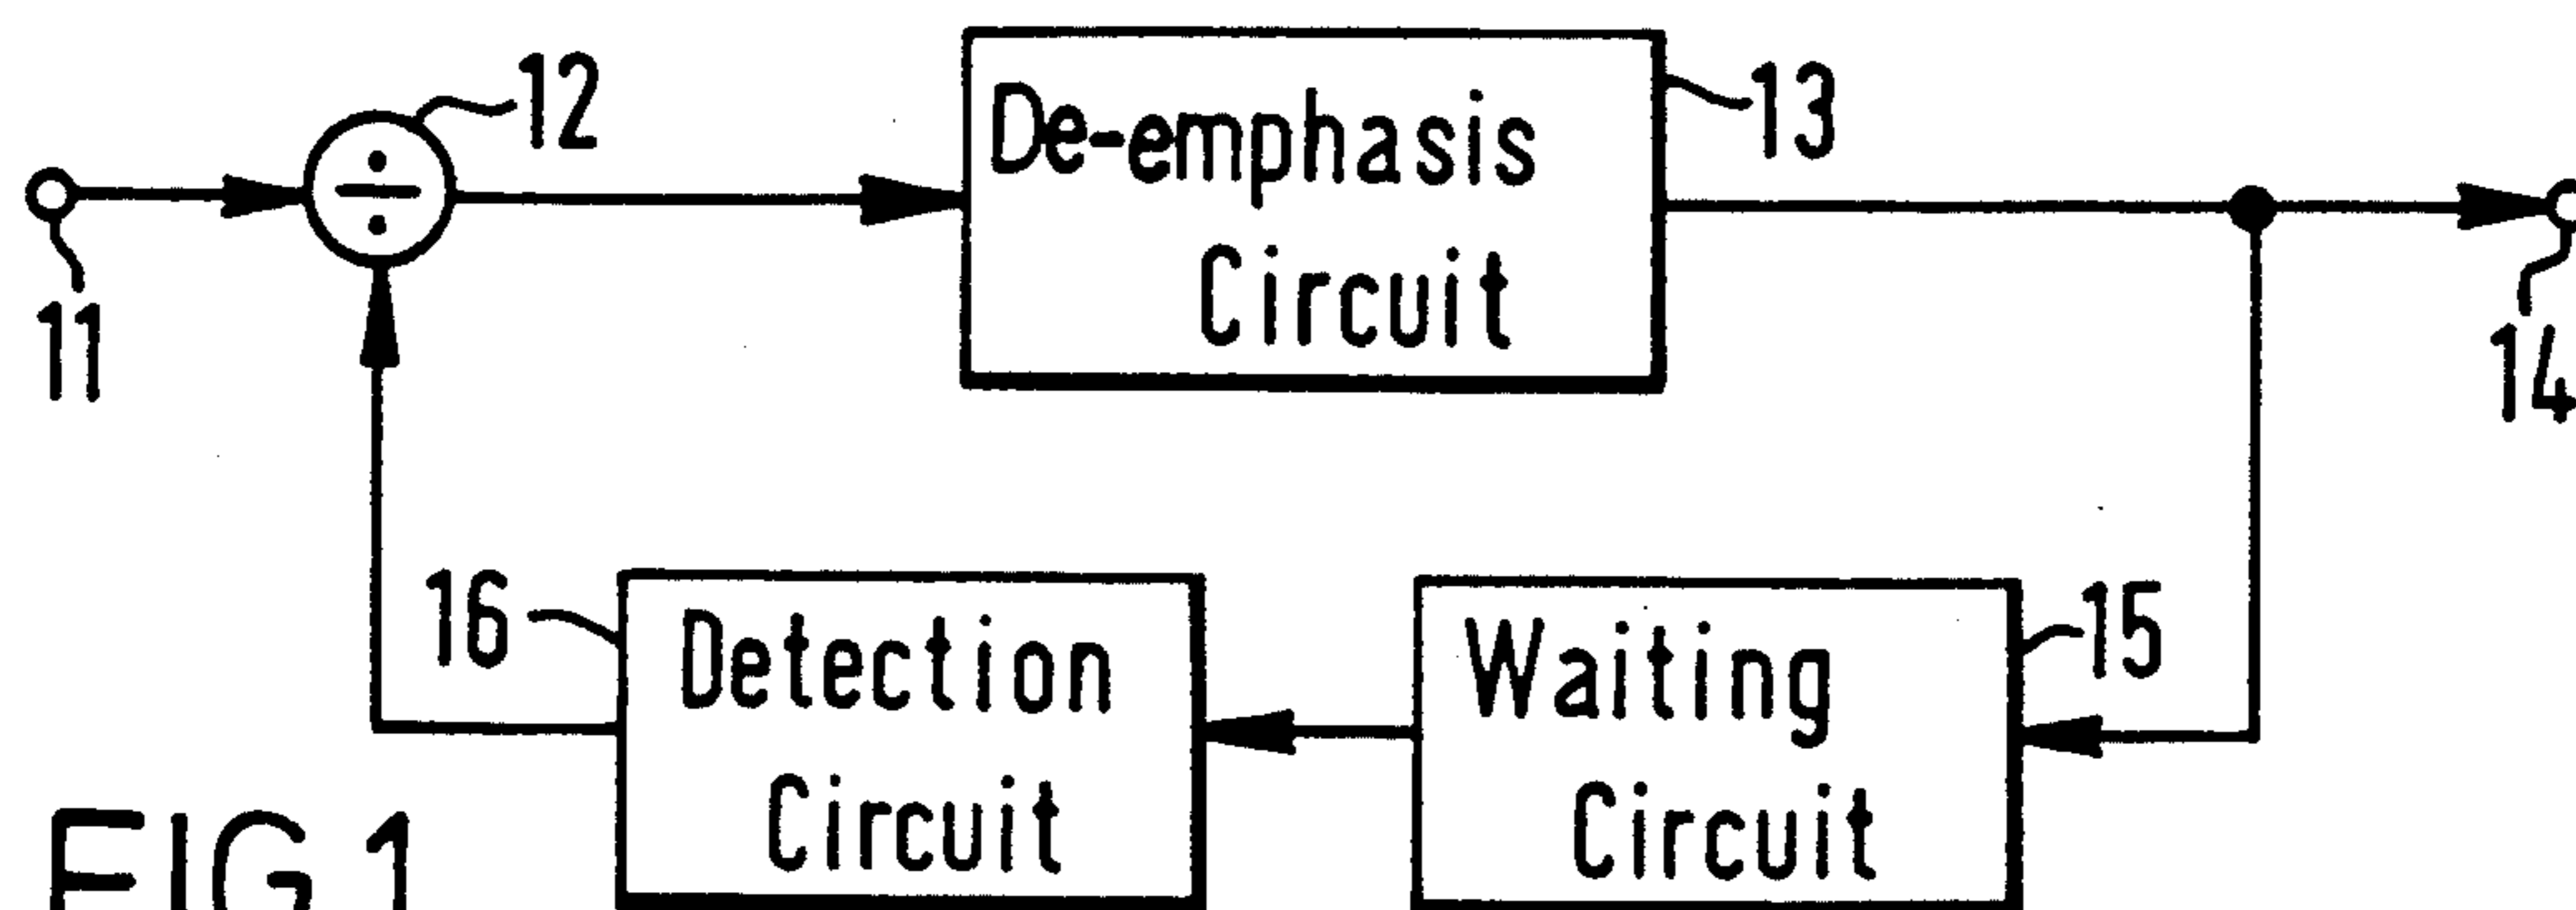 12
De-emphasis
Circuit
13
÷
11
14
16
Detection
Circuit
Waiting
Circuit
15
FIG.1